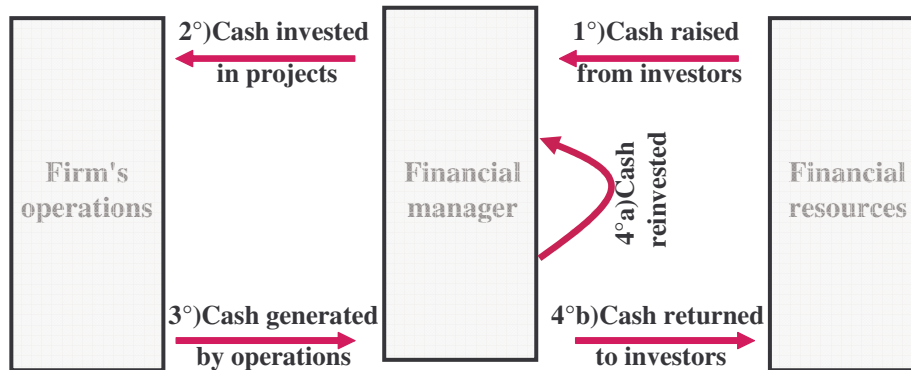 2°)Cash invested
in projects
1°)Cash raised
from investors
Firm's
operations
Financial
manager
4°a)Cash
reinvested
Financial
resources
3°)Cash generated
by operations
4°b)Cash returned
to investors